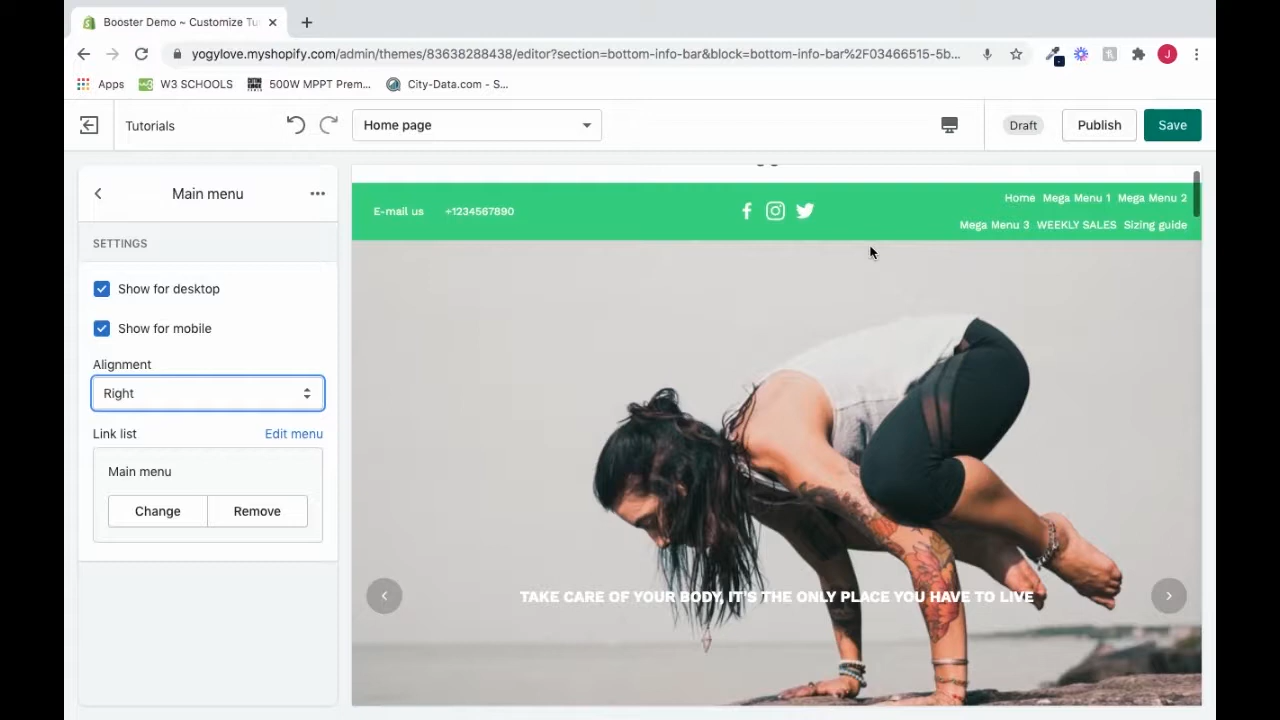 Booster Demo ~ Customize Tu
yogylove.myshopify.com/admin/themes/83638288438/editor?section=bottom-info-bar&block=bottom-info-bar%2F03466515-5b...
Apps W3 SCHOOLS 500W MPPT Prem... City-Data.com - S...
Tutorials Home page Draft Publish Save
Main menu
SETTINGS
Show for desktop
Show for mobile
Alignment
Right
Link list Edit menu
Main menu
Change Remove
E-mail us +1234567890
Home Mega Menu 1 Mega Menu 2
Mega Menu 3 WEEKLY SALES Sizing guide
TAKE CARE OF YOUR BODY, IT'S THE ONLY PLACE YOU HAVE TO LIVE